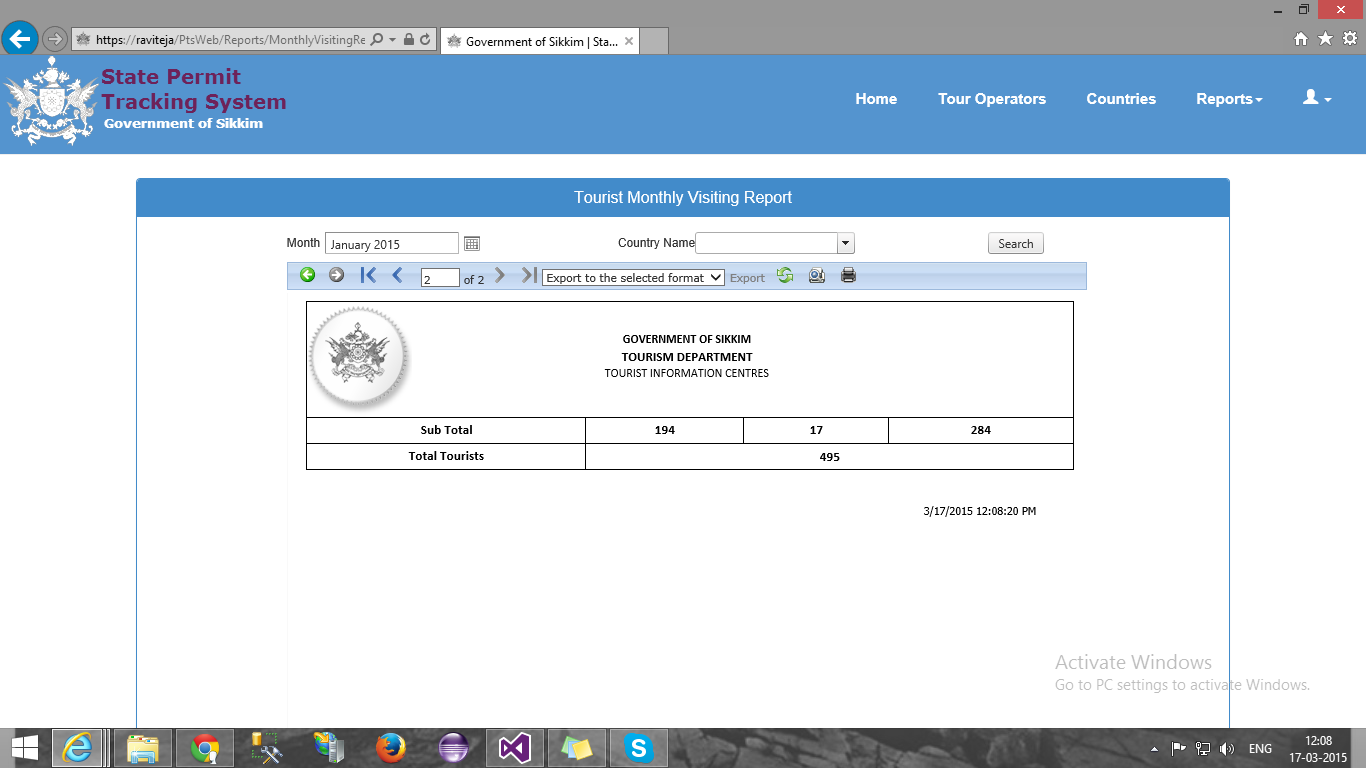 https://raviteja/PtsWeb/Reports/MonthlyVisitingRe
Government of Sikkim | Sta...
State Permit
Tracking System
Government of Sikkim
Home Tour Operators Countries Reports
Tourist Monthly Visiting Report
Month January 2015 Country Name Search
2 of 2 Export to the selected format Export
GOVERNMENT OF SIKKIM
TOURISM DEPARTMENT
TOURIST INFORMATION CENTRES
Sub Total 194 17 284
Total Tourists 495
3/17/2015 12:08:20 PM
Activate Windows
Go to PC settings to activate Windows.
ENG 12:08
17-03-2015